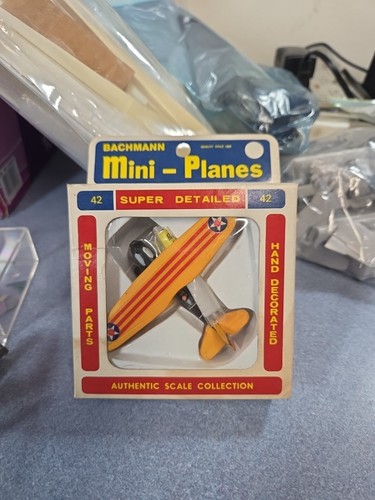 BACHMANN
Mini - Planes
42 SUPER DETAILED 42
MOVING PARTS
HAND DECORATED
AUTHENTIC SCALE COLLECTION